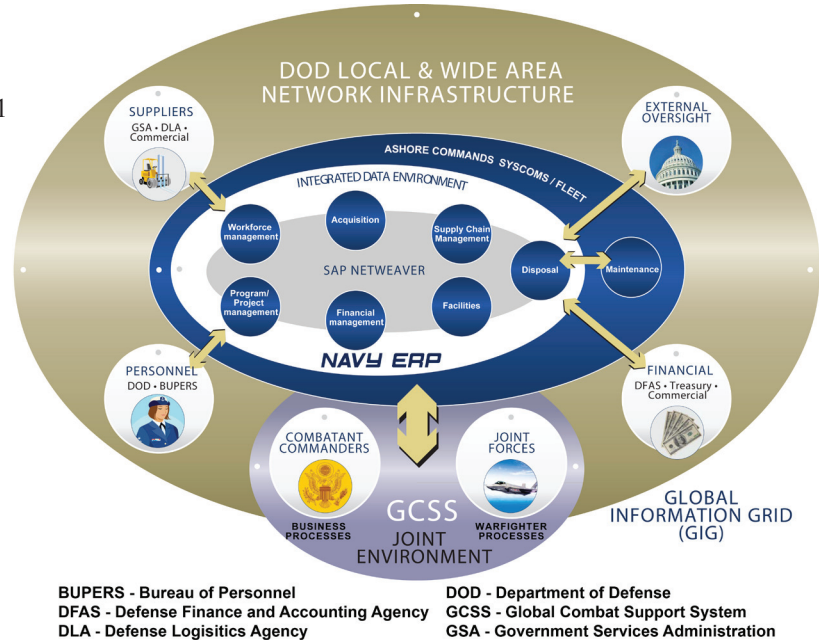 DOD LOCAL & WIDE AREA
NETWORK INFRASTRUCTURE
1
SUPPLIERS
GSA • DLA •
Commercial
EXTERNAL
OVERSIGHT
ASHORE COMMANDS SYSCOMS / FLEET
INTEGRATED DATA ENVIRONMENT
Workforce
management
Acquisition
Supply Chain
Management
SAP NETWEAVER
Disposal
Maintenance
Program/
Project
management
Financial
management
Facilities
NAVY ERP
PERSONNEL
DOD • BUPERS
FINANCIAL
DFAS • Treasury •
Commercial
COMBATANT
COMMANDERS
JOINT
FORCES
BUSINESS
PROCESSES
GCSS
JOINT
ENVIRONMENT
WARFIGHTER
PROCESSES
GLOBAL
INFORMATION GRID
(GIG)
BUPERS - Bureau of Personnel
DFAS - Defense Finance and Accounting Agency
DLA - Defense Logisitics Agency
DOD - Department of Defense
GCSS - Global Combat Support System
GSA - Government Services Administration